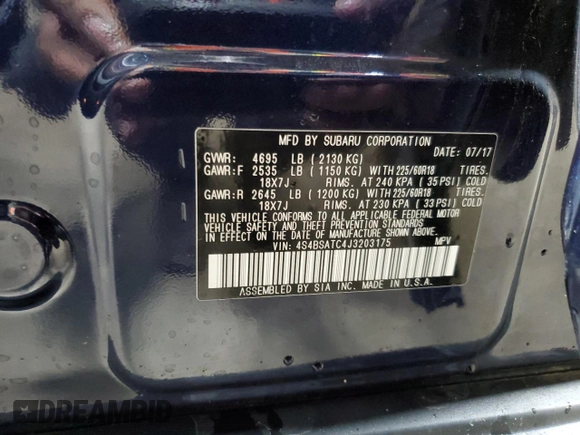 MFD BY SUBARU CORPORATION
GVWR: 4695 LB ( 2130 KG) DATE: 07/17
GAWR:F 2535 LB ( 1150 KG) WITH 225/60R18 TIRES.
18X7J RIMS. AT 240 KPA ( 35 PSI) COLD
GAWR:R 2645 LB ( 1200 KG) WITH 225/60R18 TIRES.
18X7J RIMS. AT 230 KPA ( 33 PSI) COLD
THIS VEHICLE CONFORMS TO ALL APPLICABLE FEDERAL MOTOR
VEHICLE SAFETY AND THEFT PREVENTION STANDARDS
IN EFFECT ON THE DATE OF MANUFACTURE SHOWN ABOVE.
VIN: 4S4BSATC4J3203175 MPV
ASSEMBLED BY SIA INC. MADE IN U.S.A.
DREAMBID